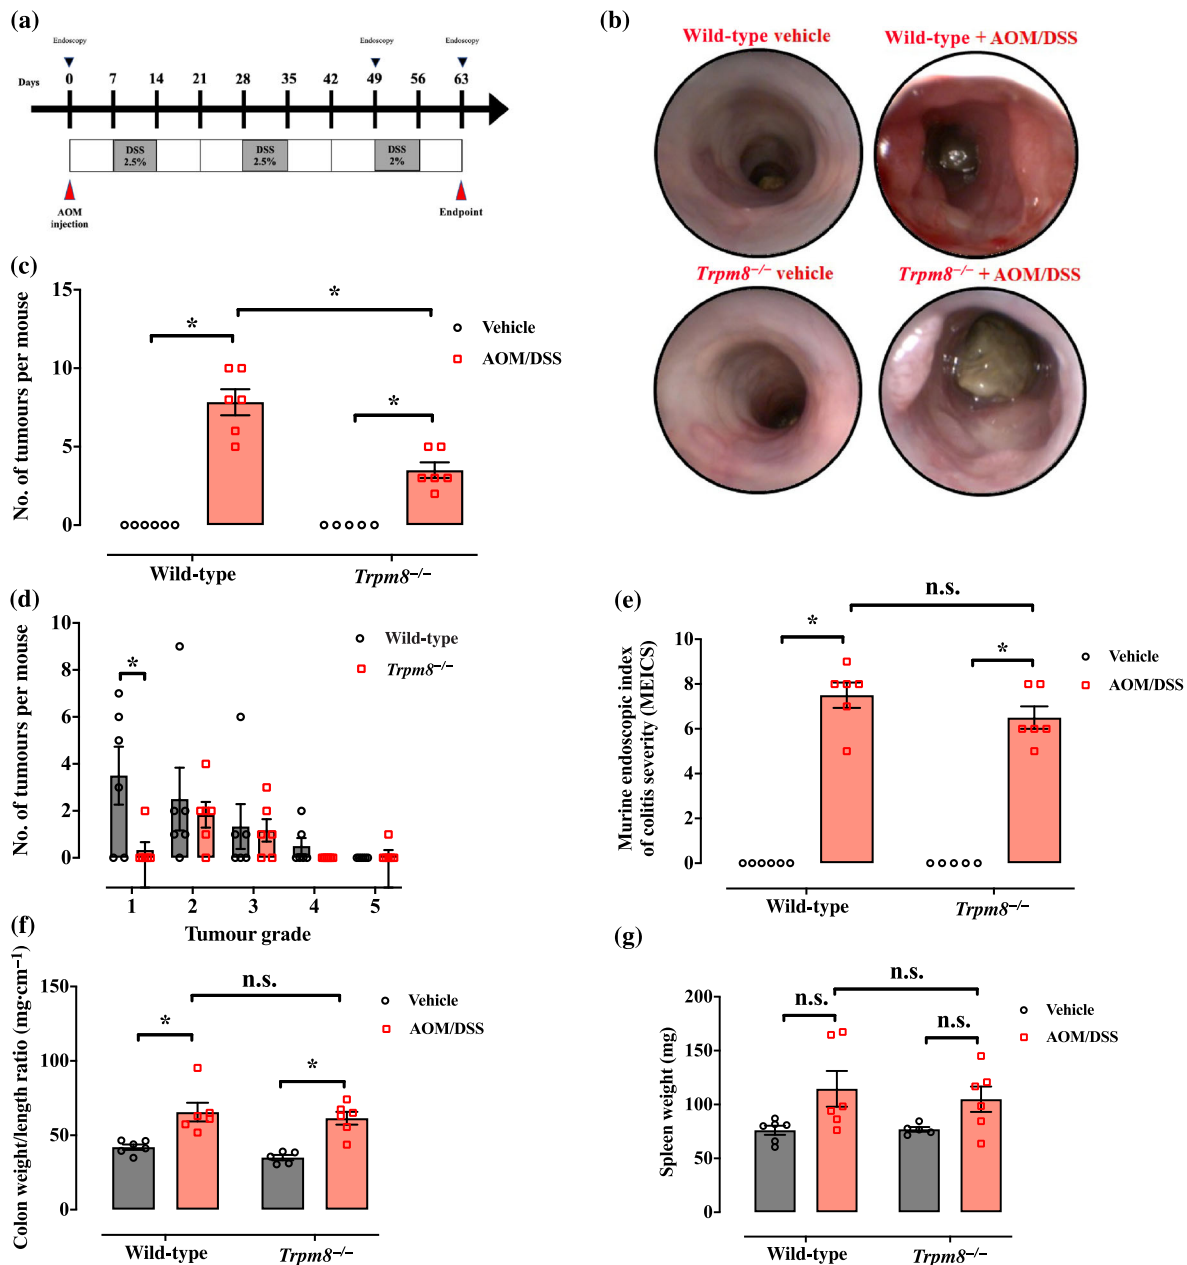 (a)
Endoscopy Endoscopy Endoscopy
Days 0 7 14 21 28 35 42 49 56 63
DSS 2.5% DSS 2.5% DSS 2%
AOM injection
Endpoint
(b)
Wild-type vehicle
Wild-type + AOM/DSS
Trpm8−/− vehicle
Trpm8−/− + AOM/DSS
(c)
No. of tumours per mouse
15
10
5
0
*
*
*
Vehicle
AOM/DSS
Wild-type
Trpm8−/−
(d)
No. of tumours per mouse
10
8
6
4
2
0
*
Wild-type
Trpm8−/−
1 2 3 4 5
Tumour grade
(e)
Murine endoscopic index
of colitis severity (MEICS)
10
8
6
4
2
0
n.s.
*
*
Vehicle
AOM/DSS
Wild-type
Trpm8−/−
(f)
Colon weight/length ratio (mg·cm−1)
150
100
50
0
n.s.
*
*
Vehicle
AOM/DSS
Wild-type
Trpm8−/−
(g)
Spleen weight (mg)
200
150
100
50
0
n.s.
n.s.
n.s.
Vehicle
AOM/DSS
Wild-type
Trpm8−/−